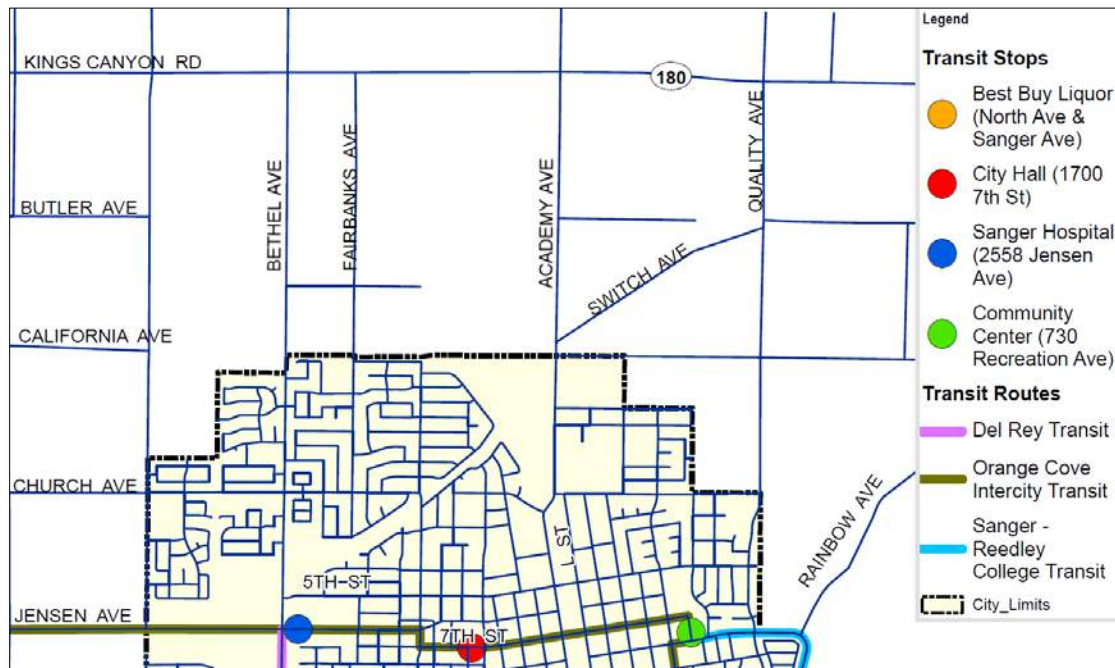 KINGS CANYON RD
180
BUTLER AVE
BETHEL AVE
FAIRBANKS AVE
ACADEMY AVE
QUALITY AVE
SWITCH AVE
CALIFORNIA AVE
CHURCH AVE
L ST
RAINBOW AVE
5TH ST
JENSEN AVE
7TH ST
Legend
Transit Stops
Best Buy Liquor
(North Ave &
Sanger Ave)
City Hall (1700
7th St)
Sanger Hospital
(2558 Jensen
Ave)
Community
Center (730
Recreation Ave)
Transit Routes
Del Rey Transit
Orange Cove
Intercity Transit
Sanger -
Reedley
College Transit
City_Limits